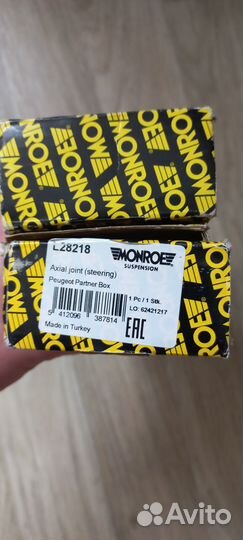 MONROE
MONROE
L28218
MONROE
SUSPENSION
Axial joint (steering)
Peugeot Partner Box
1 Pc / 1 Stk.
LO: 62421217
5 412096 387814
EAC
Made in Turkey
Avito